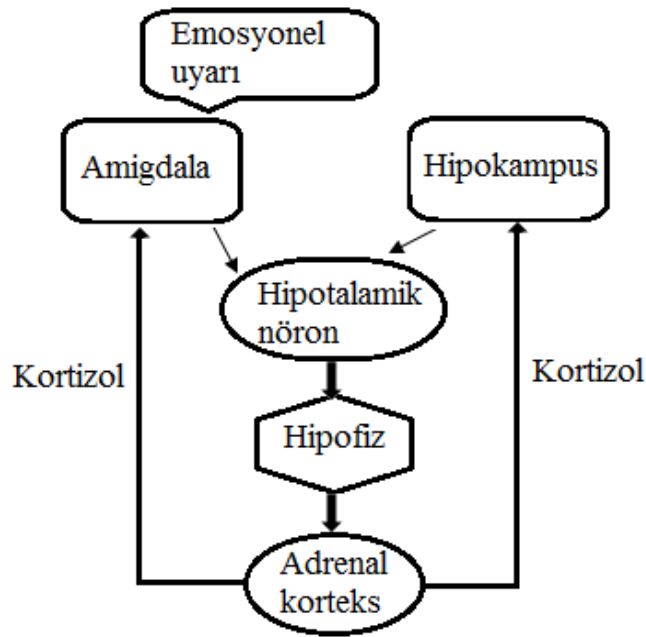 Emosyonel
uyarı
Amigdala
Hipokampus
Hipotalamik
nöron
Kortizol
Kortizol
Hipofiz
Adrenal
korteks